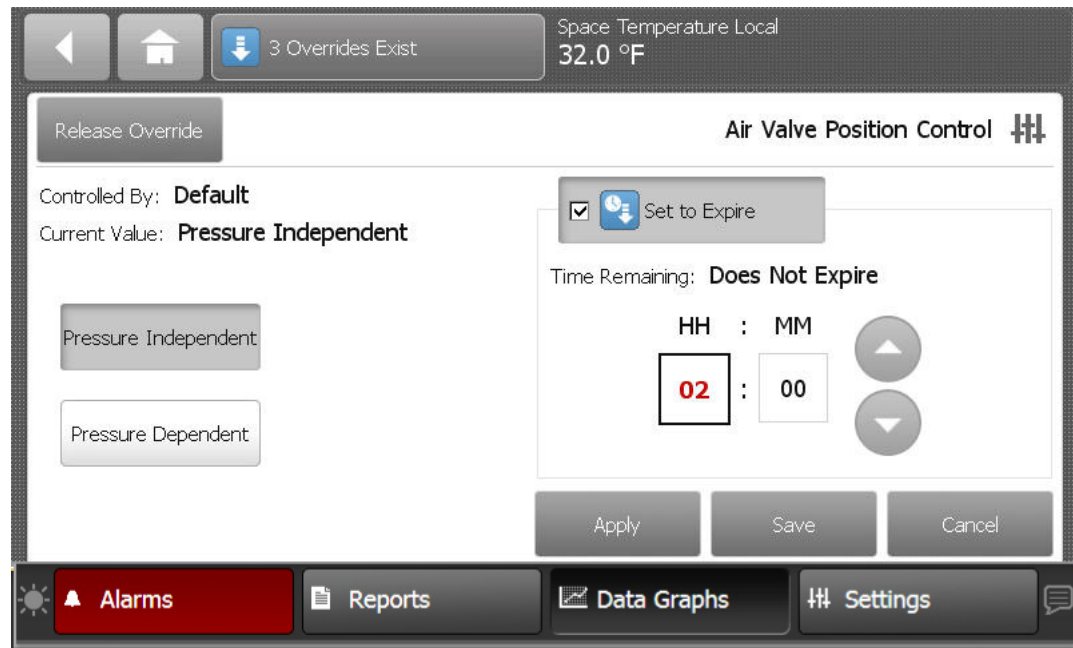 3 Overrides Exist
Space Temperature Local
32.0 °F
Release Override
Air Valve Position Control
Controlled By: Default
Current Value: Pressure Independent
Set to Expire
Time Remaining: Does Not Expire
HH : MM
02 : 00
Pressure Independent
Pressure Dependent
Apply
Save
Cancel
Alarms
Reports
Data Graphs
Settings